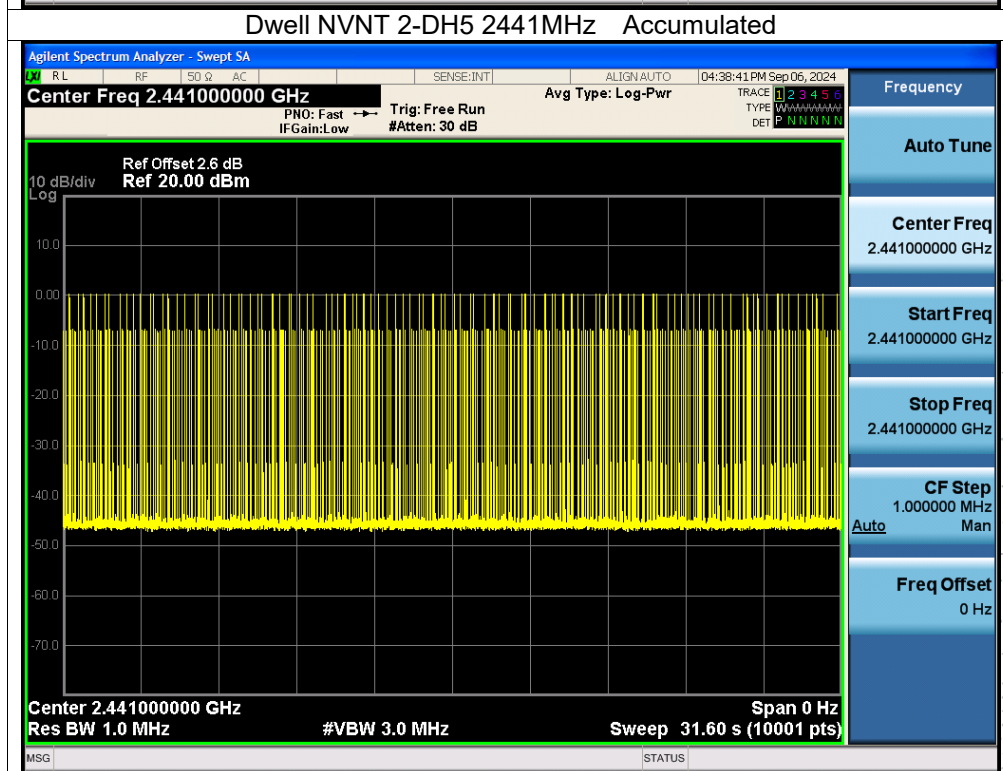 Dwell NVNT 2-DH5 2441MHz Accumulated
Agilent Spectrum Analyzer - Swept SA
LXI RL RF 50 Ω AC SENSE:INT ALIGN AUTO 04:38:41 PM Sep 06, 2024
Center Freq 2.441000000 GHz
PNO: Fast
IFGain:Low
Trig: Free Run
#Atten: 30 dB
Avg Type: Log-Pwr
TRACE 1 2 3 4 5 6
TYPE WWWWWW
DET P N N N N N
Ref Offset 2.6 dB
10 dB/div Ref 20.00 dBm
Log
10.0
0.00
-10.0
-20.0
-30.0
-40.0
-50.0
-60.0
-70.0
Center 2.441000000 GHz Span 0 Hz
Res BW 1.0 MHz #VBW 3.0 MHz Sweep 31.60 s (10001 pts)
MSG STATUS
Frequency
Auto Tune
Center Freq
2.441000000 GHz
Start Freq
2.441000000 GHz
Stop Freq
2.441000000 GHz
CF Step
1.000000 MHz
Auto Man
Freq Offset
0 Hz